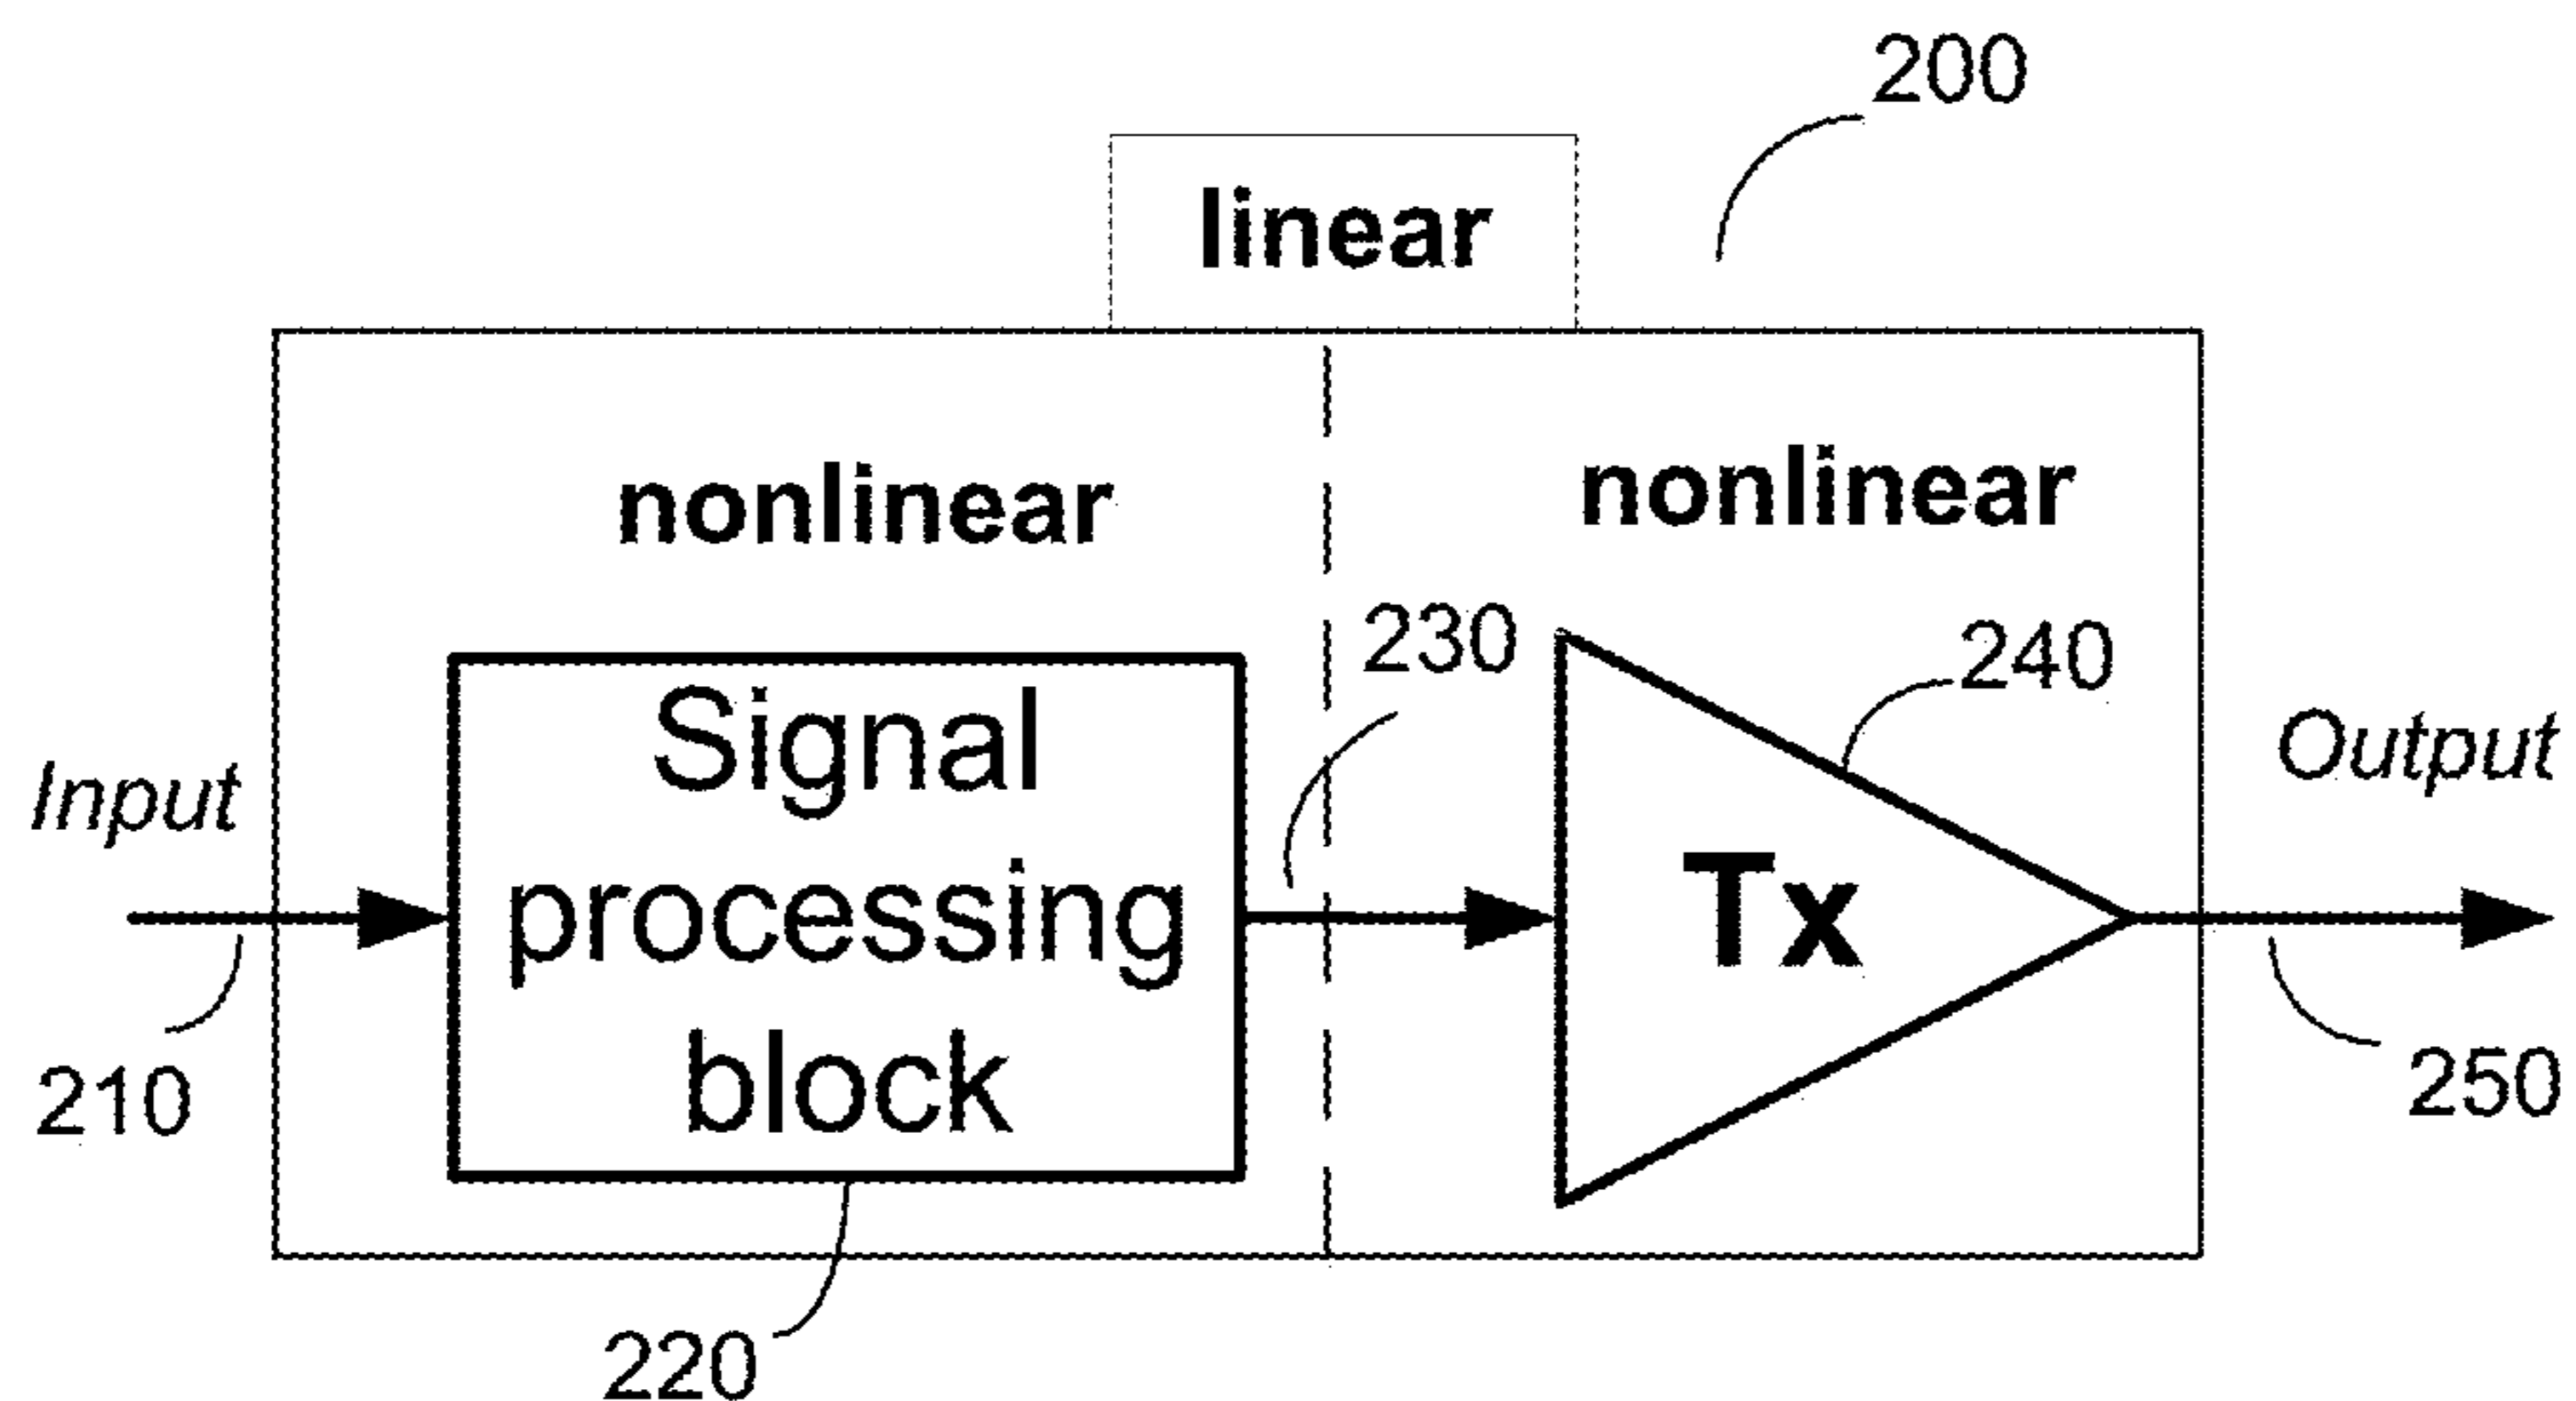 200
linear
nonlinear
nonlinear
230
240
Input
Signal
processing
block
Tx
Output
210
250
220